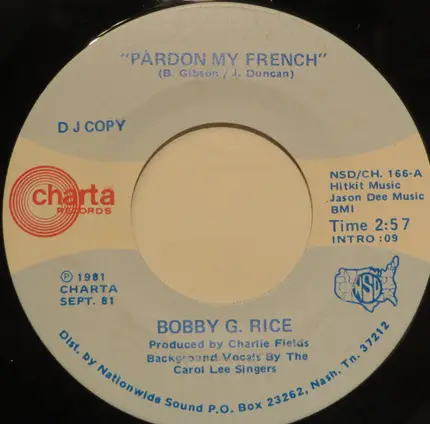 "PARDON MY FRENCH"
(B. Gibson / J. Duncan)
D J COPY
charta
RECORDS
NSD/CH. 166-A
Hitkit Music
Jason Dee Music
BMI
Time 2:57
INTRO :09
Ⓟ 1981
CHARTA
SEPT. 81
NSD
BOBBY G. RICE
Produced by Charlie Fields
Background Vocals By The
Carol Lee Singers
Dist. by Nationwide Sound P.O. Box 23262, Nash. Tn. 37212